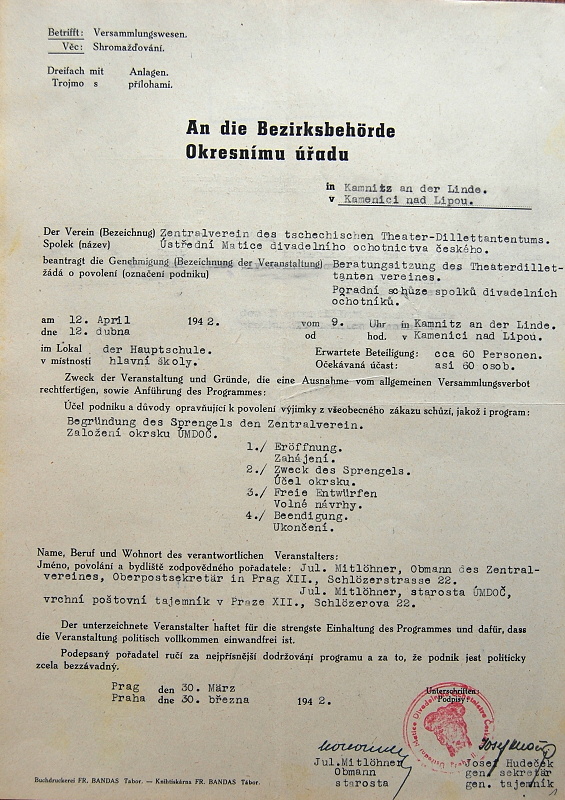 Betrifft: Versammlungswesen.
Věc: Shromažďování.
Dreifach mit Anlagen.
Trojmo s přílohami.
An die Bezirksbehörde
Okresnímu úřadu
in Kamnitz an der Linde.
v Kamenici nad Lipou.
Der Verein (Bezeichnug) Zentralverein des tschechischen Theater-Dillettantentums.
Spolek (název) Ústřední Matice divadelního ochotnictva českého.
beantragt die Genehmigung (Bezeichnung der Veranstaltung) Beratungsitzung des Theaterdillet-
žádá o povolení (označení podniku) tanten vereines.
Poradní schůze spolků divadelních
ochotníků.
am 12. April 1942. vom 9. Uhr in Kamnitz an der Linde.
dne 12. dubna od hod. v Kamenici nad Lipou.
im Lokal der Hauptschule. Erwartete Beteiligung: cca 60 Personen.
v místnosti hlavní školy. Očekávaná účast: asi 60 osob.
Zweck der Veranstaltung und Gründe, die eine Ausnahme vom allgemeinen Versammlungsverbot
rechtfertigen, sowie Anführung des Programmes:
Účel podniku a důvody opravňující k povolení výjimky z všeobecného zákazu schůzí, jakož i program:
Begründung des Sprengels den Zentralverein.
Založení okrsku ÚMDOČ.
1./ Eröffnung.
Zahájení.
2./ Zweck des Sprengels.
Účel okrsku.
3./ Freie Entwürfen
Volné návrhy.
4./ Beendigung.
Ukončení.
Name, Beruf und Wohnort des verantwortlichen Veranstalters:
Jméno, povolání a bydliště zodpovědného pořadatele: Jul. Mitlöhner, Obmann des Zentral-
vereines, Oberpostsekretär in Prag XII., Schlözerstrasse 22.
Jul. Mitlöhner, starosta ÚMDOČ,
vrchní poštovní tajemník v Praze XII., Schlözerova 22.
Der unterzeichnete Veranstalter haftet für die strengste Einhaltung des Programmes und dafür, dass
die Veranstaltung politisch vollkommen einwandfrei ist.
Podepsaný pořadatel ručí za nejpřísnější dodržování programu a za to, že podnik jest politicky
zcela bezzávadný.
Prag den 30. März
Praha dne 30. března 1942.
Unterschriften:
Podpisy:
Jul.Mitlöhner Josef Hudeček
Obmann gen. sekretär
starosta gen. tajemník
Buchdruckerei FR. BANDAS Tábor. — Knihtiskárna FR. BANDAS Tábor.